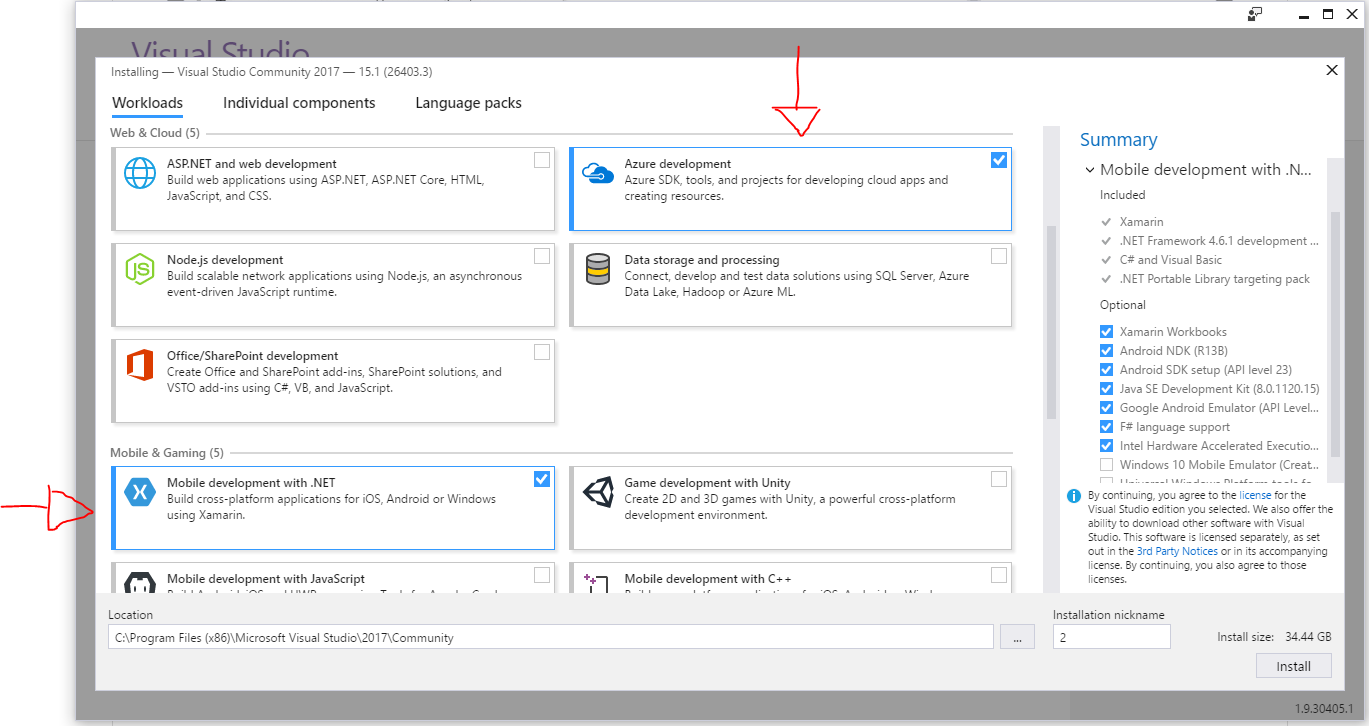 Visual Studio
Installing — Visual Studio Community 2017 — 15.1 (26403.3)
Workloads
Individual components
Language packs
Web & Cloud (5)
ASP.NET and web development
Build web applications using ASP.NET, ASP.NET Core, HTML,
JavaScript, and CSS.
Azure development
Azure SDK, tools, and projects for developing cloud apps and
creating resources.
Node.js development
Build scalable network applications using Node.js, an asynchronous
event-driven JavaScript runtime.
Data storage and processing
Connect, develop and test data solutions using SQL Server, Azure
Data Lake, Hadoop or Azure ML.
Office/SharePoint development
Create Office and SharePoint add-ins, SharePoint solutions, and
VSTO add-ins using C#, VB, and JavaScript.
Mobile & Gaming (5)
Mobile development with .NET
Build cross-platform applications for iOS, Android or Windows
using Xamarin.
Game development with Unity
Create 2D and 3D games with Unity, a powerful cross-platform
development environment.
Mobile development with JavaScript
Mobile development with C++
Summary
Mobile development with .N...
Included
Xamarin
.NET Framework 4.6.1 development ...
C# and Visual Basic
.NET Portable Library targeting pack
Optional
Xamarin Workbooks
Android NDK (R13B)
Android SDK setup (API level 23)
Java SE Development Kit (8.0.1120.15)
Google Android Emulator (API Level...
F# language support
Intel Hardware Accelerated Executio...
Windows 10 Mobile Emulator (Creat...
By continuing, you agree to the license for the
Visual Studio edition you selected. We also offer the
ability to download other software with Visual
Studio. This software is licensed separately, as set
out in the 3rd Party Notices or in its accompanying
license. By continuing, you also agree to those
licenses.
Location
C:\Program Files (x86)\Microsoft Visual Studio\2017\Community
...
Installation nickname
2
Install size: 34.44 GB
Install
1.9.30405.1